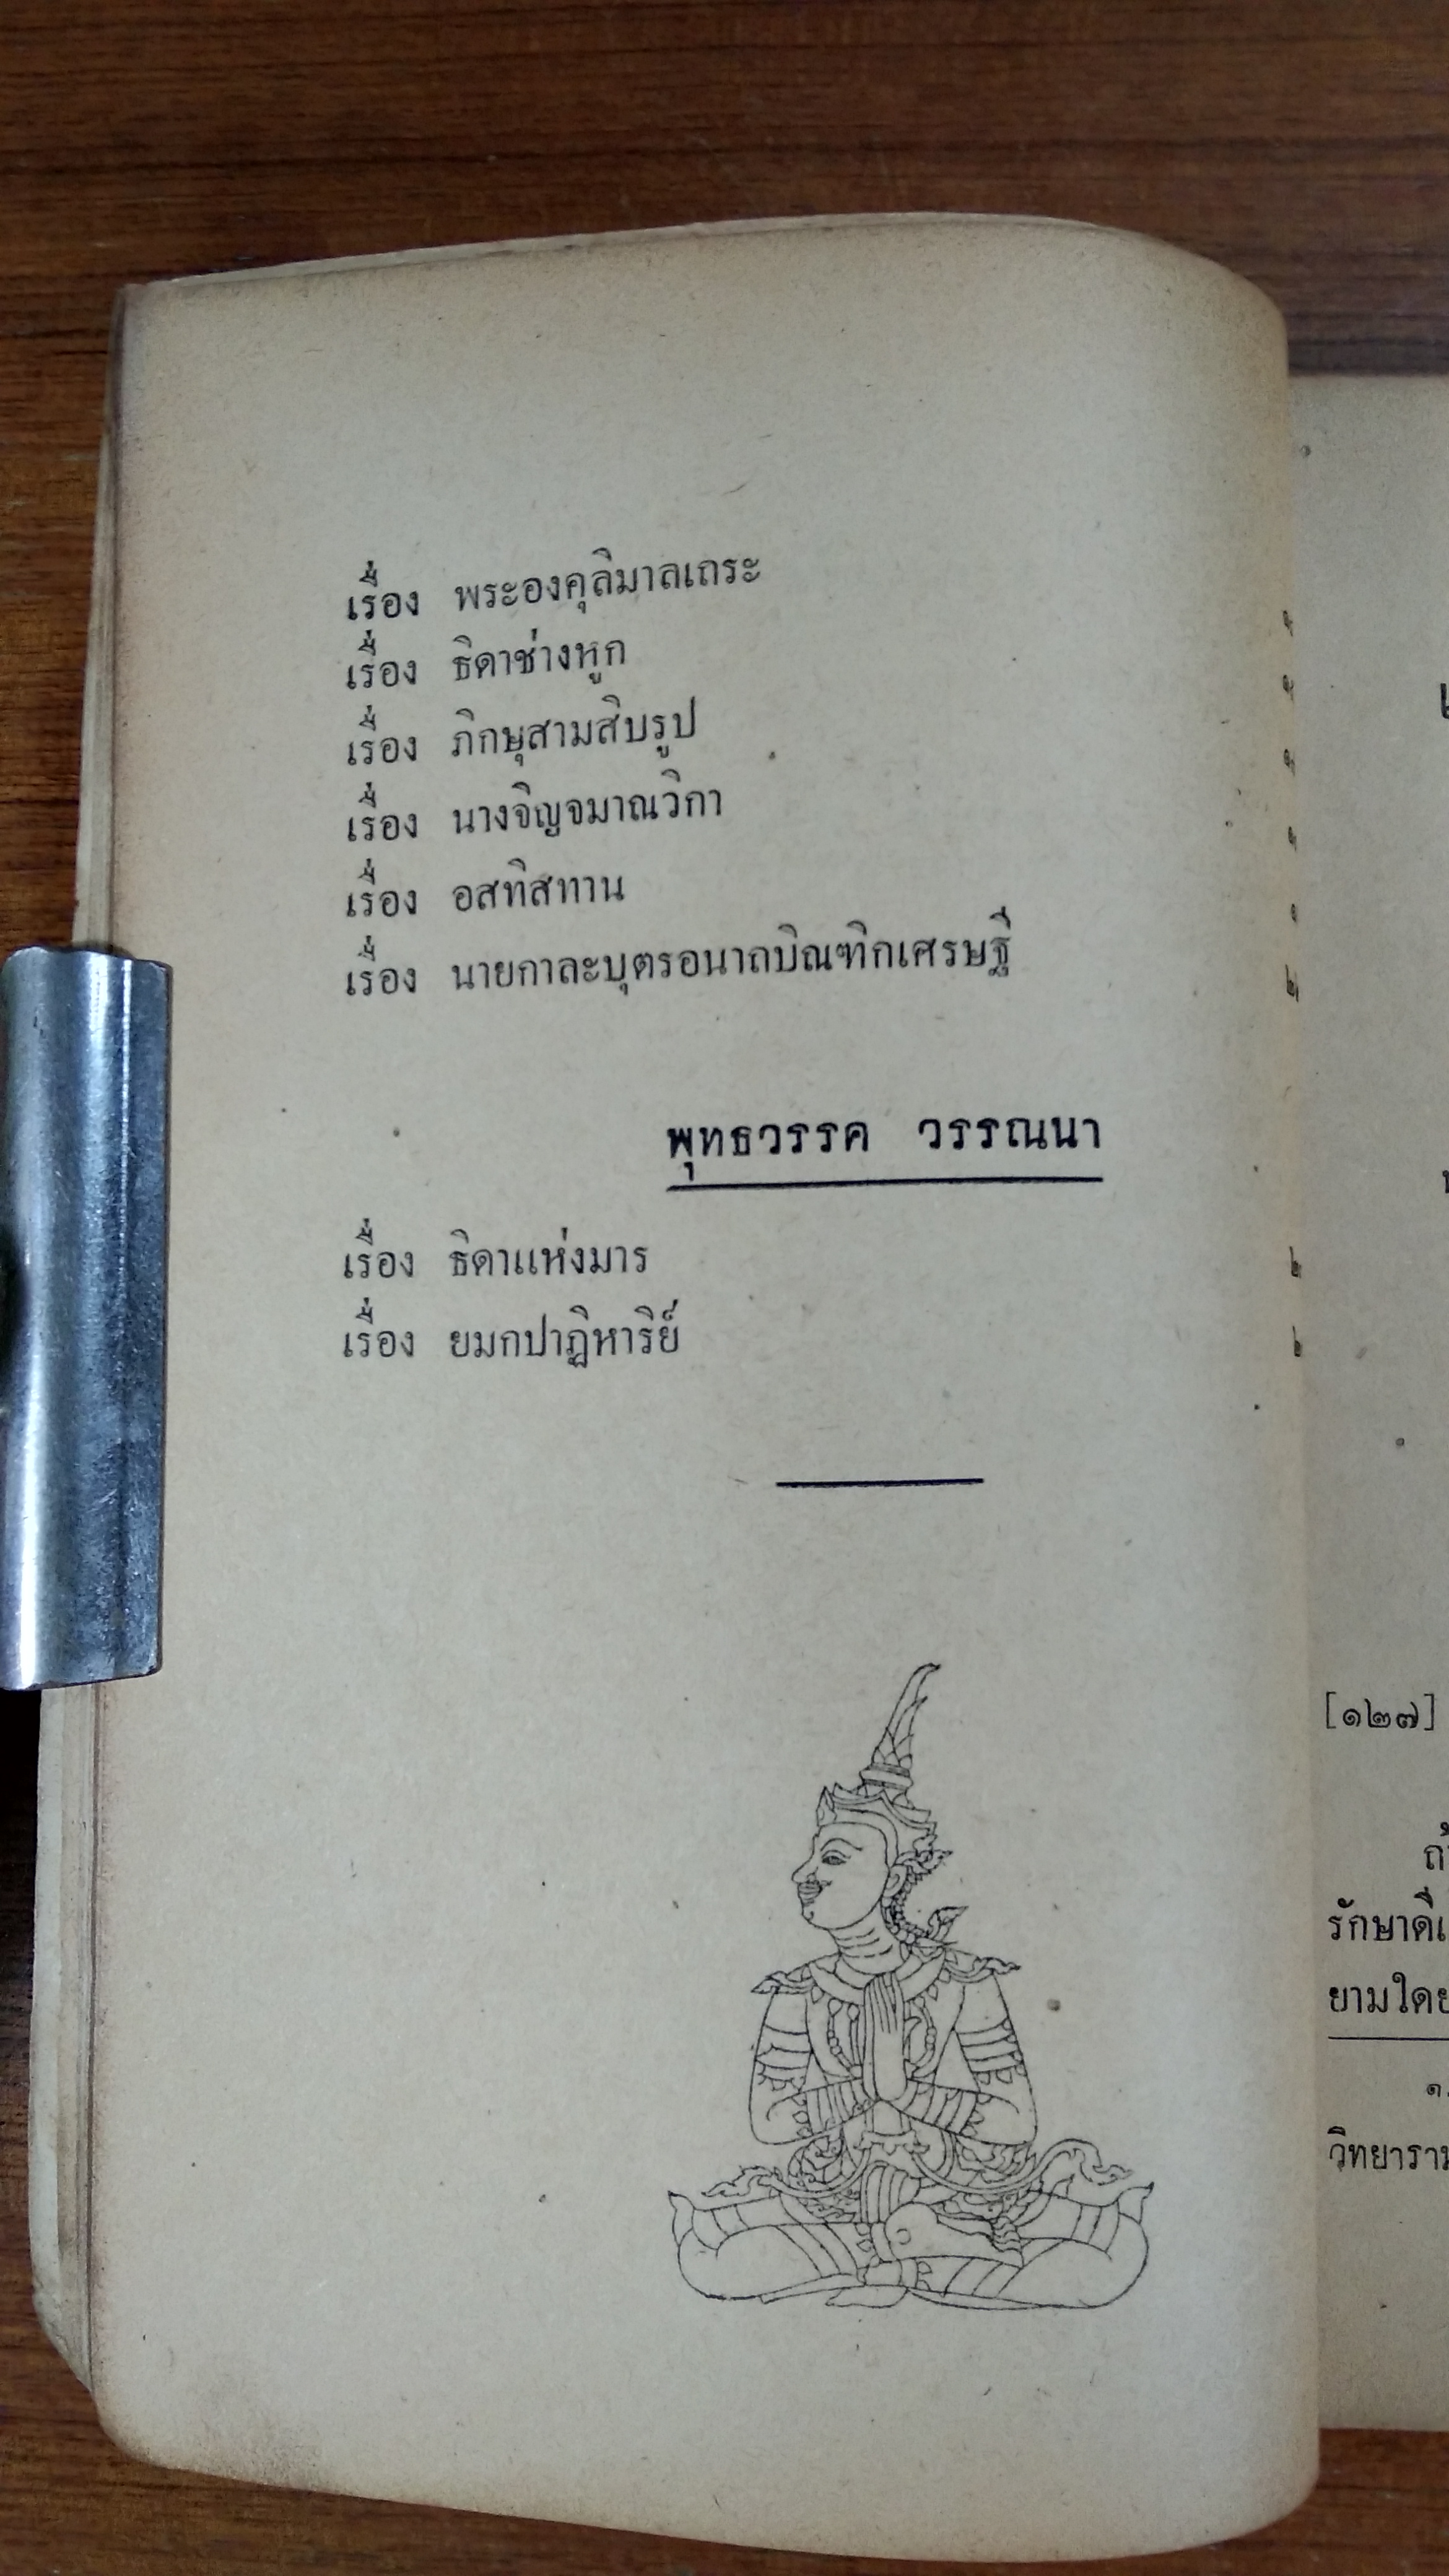 เรื่อง พระองคุลิมาลเถระ
เรื่อง ธิดาช่างหูก
เรื่อง ภิกษุสามสิบรูป
เรื่อง นางจิญจมาณวิกา
เรื่อง อสทิสทาน
เรื่อง นายกาละบุตรอนาถบิณฑิกเศรษฐี
พุทธวรรค วรรณนา
เรื่อง ธิดาแห่งมาร
เรื่อง ยมกปาฏิหาริย์
[๑๒๗]
รักษาดี
ยามใด
๑.